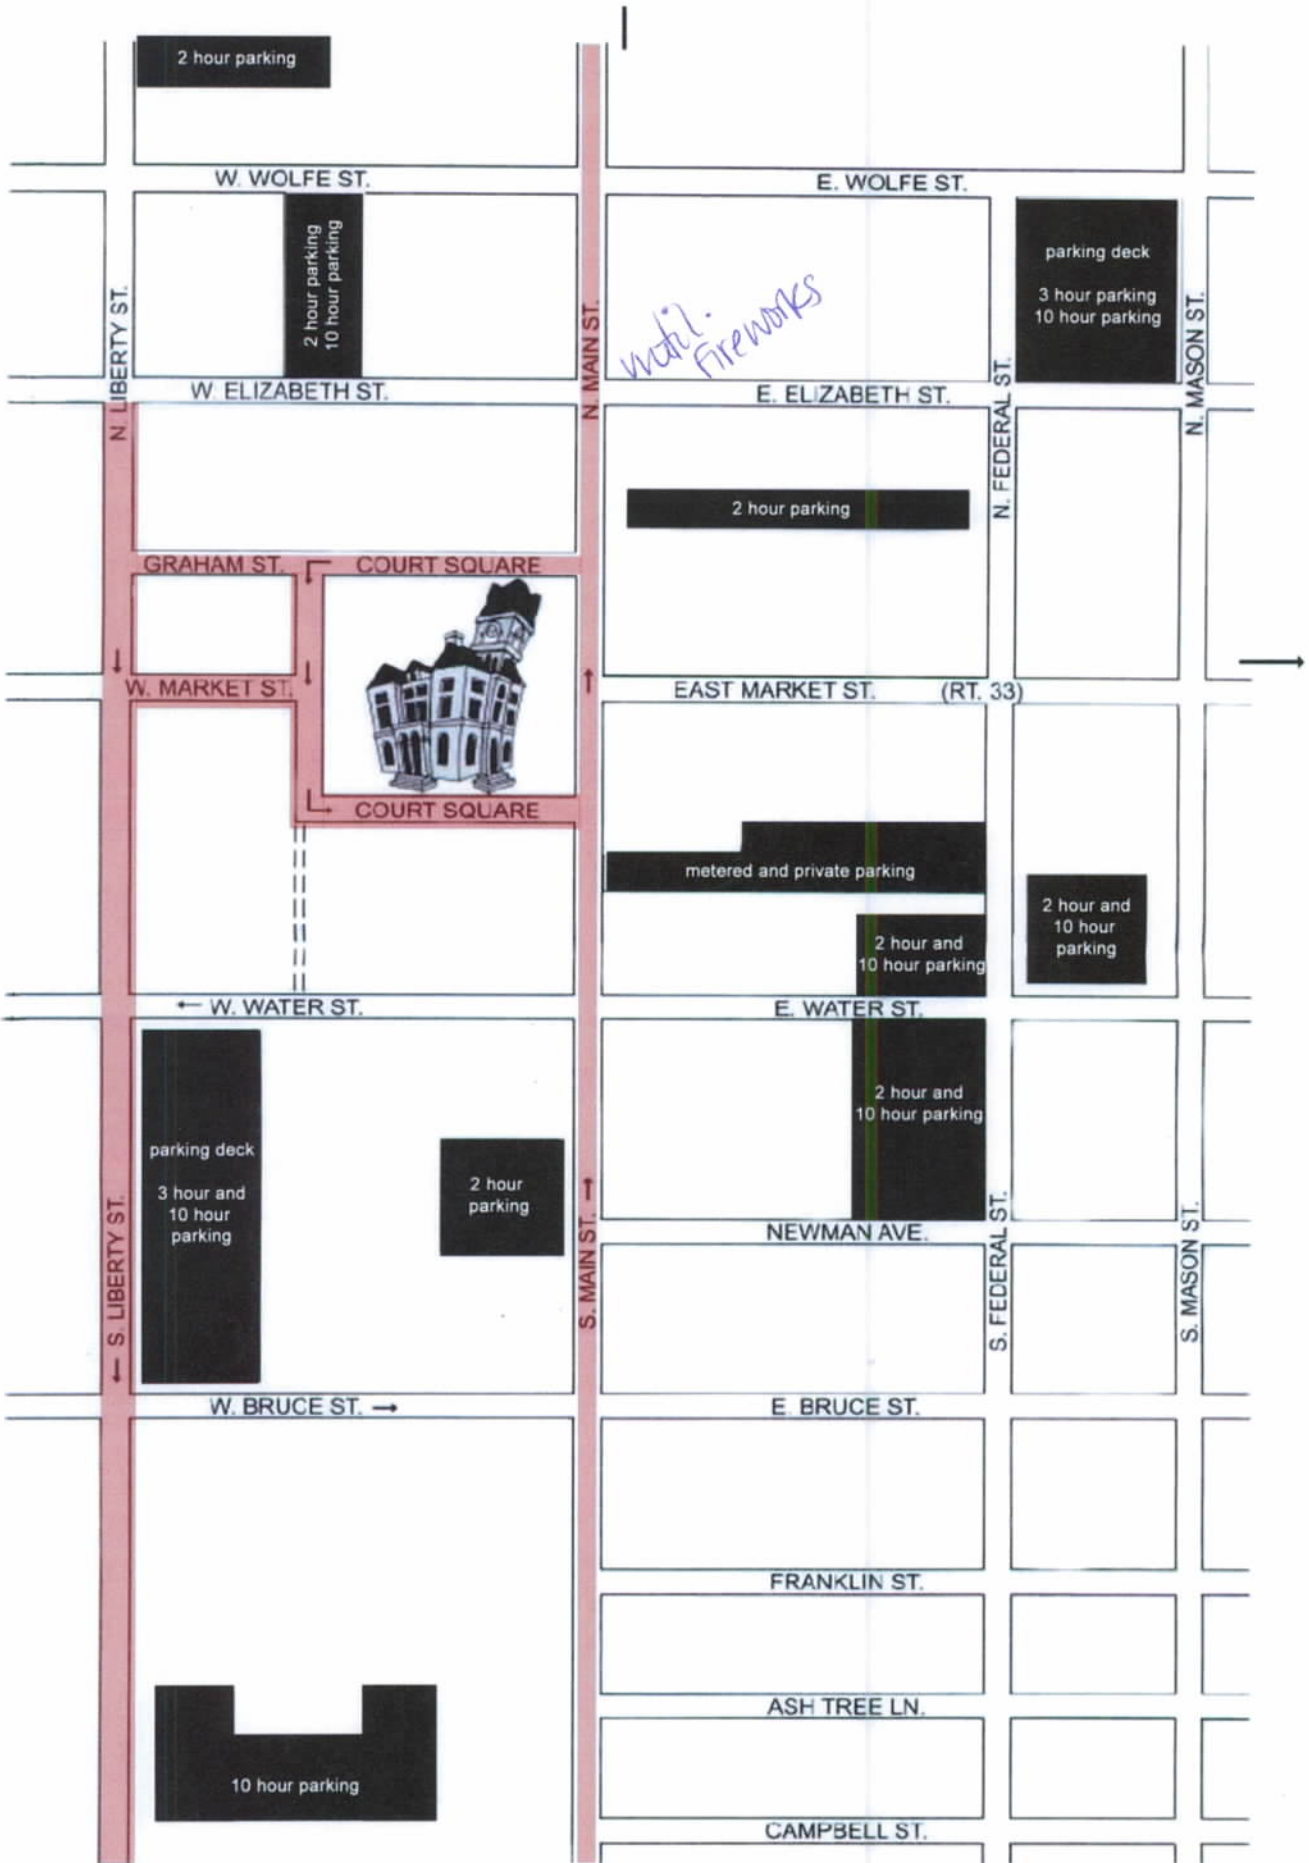 2 hour parking
W. WOLFE ST.
E. WOLFE ST.
2 hour parking
10 hour parking
parking deck
3 hour parking
10 hour parking
N. LIBERTY ST.
N. MAIN ST.
until.
fireworks
N. MASON ST.
W. ELIZABETH ST.
E. ELIZABETH ST.
N. FEDERAL ST.
2 hour parking
GRAHAM ST.
COURT SQUARE
W. MARKET ST.
EAST MARKET ST.
(RT. 33)
COURT SQUARE
metered and private parking
2 hour and
10 hour
parking
2 hour and
10 hour parking
← W. WATER ST.
E. WATER ST.
parking deck
3 hour and
10 hour
parking
2 hour
parking
2 hour and
10 hour parking
← S. LIBERTY ST.
S. MAIN ST. →
NEWMAN AVE.
S. FEDERAL ST.
S. MASON ST.
W. BRUCE ST. →
E. BRUCE ST.
FRANKLIN ST.
ASH TREE LN.
10 hour parking
CAMPBELL ST.